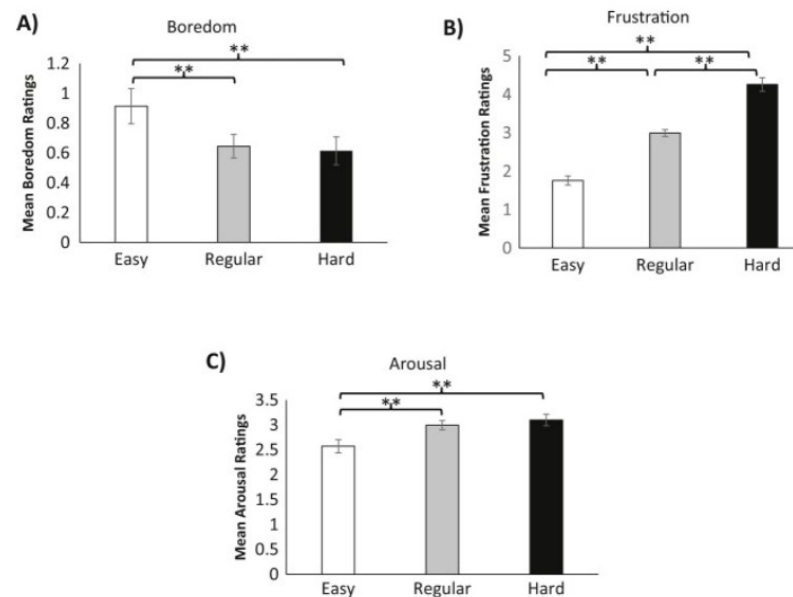 A)
Boredom
**
**
Mean Boredom Ratings
1.2
1
0.8
0.6
0.4
0.2
0
Easy Regular Hard
B)
Frustration
**
** **
Mean Frustration Ratings
5
4
3
2
1
0
Easy Regular Hard
C)
Arousal
**
**
Mean Arousal Ratings
3.5
3
2.5
2
1.5
1
0.5
0
Easy Regular Hard